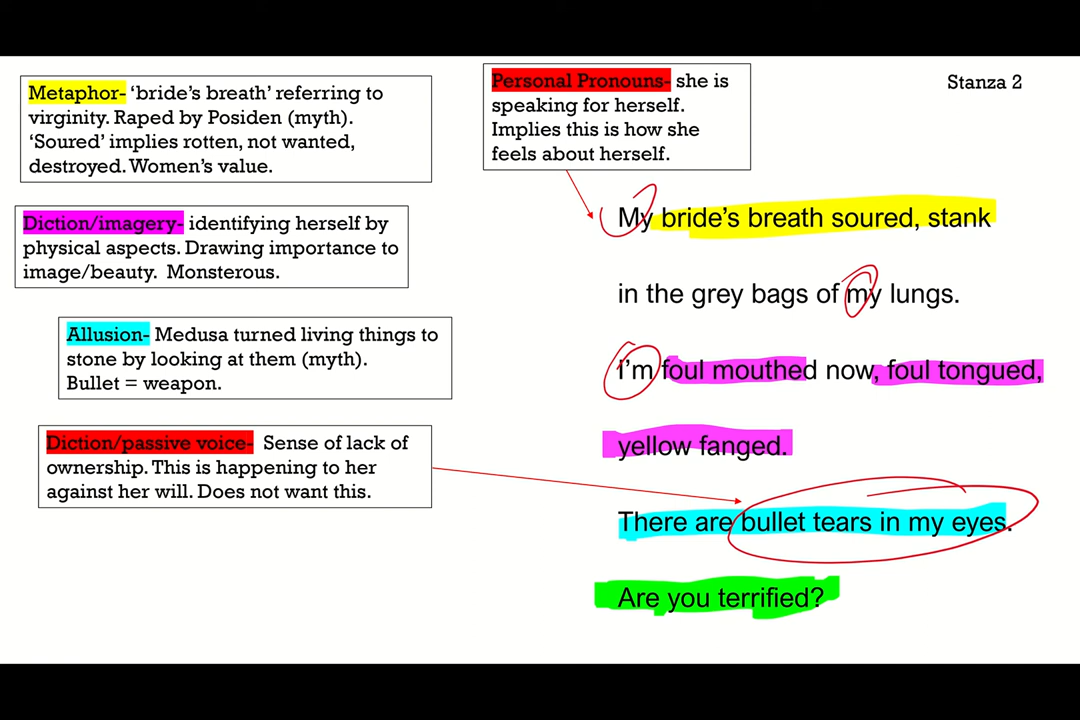 Metaphor- ‘bride’s breath’ referring to
virginity. Raped by Posiden (myth).
‘Soured’ implies rotten, not wanted,
destroyed. Women’s value.
Diction/imagery- identifying herself by
physical aspects. Drawing importance to
image/beauty. Monsterous.
Allusion- Medusa turned living things to
stone by looking at them (myth).
Bullet = weapon.
Diction/passive voice- Sense of lack of
ownership. This is happening to her
against her will. Does not want this.
Personal Pronouns- she is
speaking for herself.
Implies this is how she
feels about herself.
Stanza 2
My bride’s breath soured, stank
in the grey bags of my lungs.
I’m foul mouthed now, foul tongued,
yellow fanged.
There are bullet tears in my eyes.
Are you terrified?